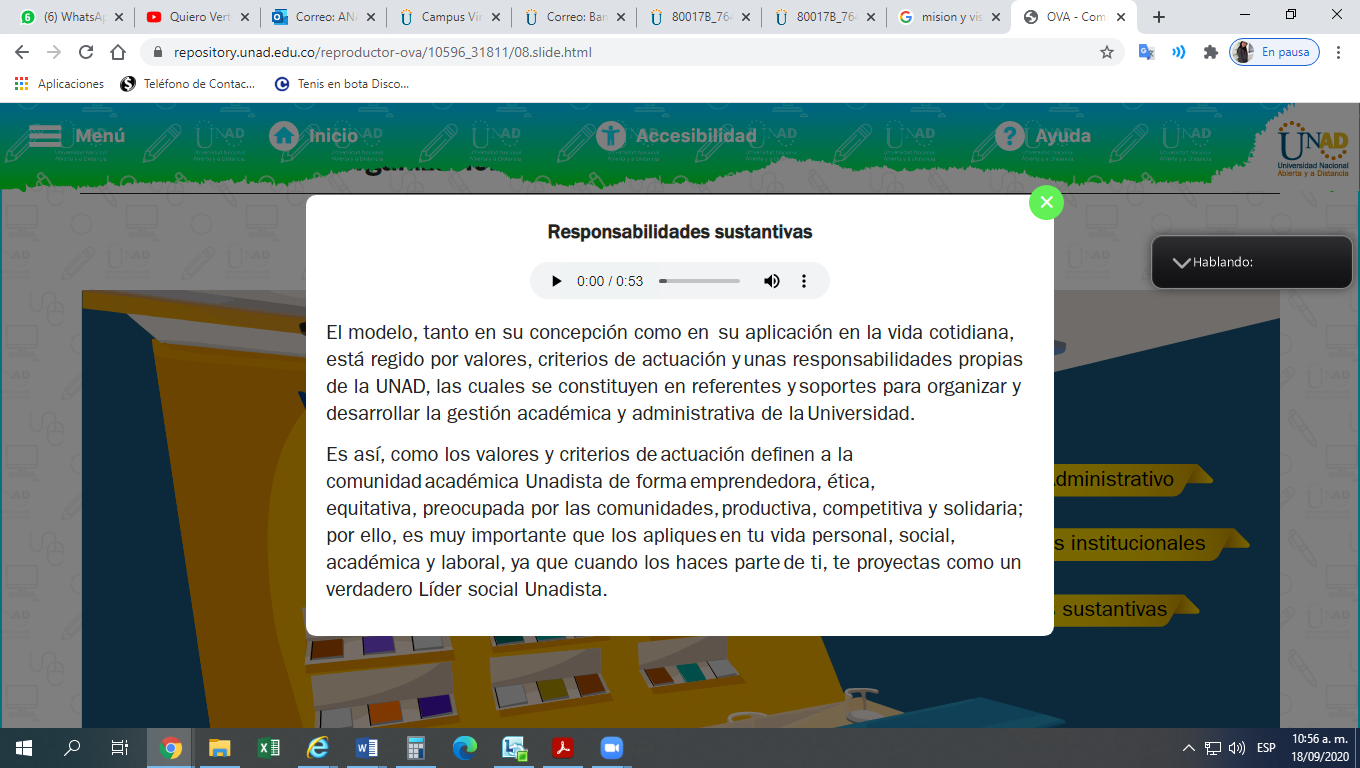 (6) WhatsAp
Quiero Vert
Correo: ANA
Campus Vir
Correo: Ban
80017B_764
80017B_764
mision y vis
OVA - Com
repository.unad.edu.co/reproductor-ova/10596_31811/08.slide.html
En pausa
Aplicaciones
Teléfono de Contac...
Tenis en bota Disco...
Menú
Inicio
Accesibilidad
Ayuda
UNAD
Universidad Nacional
Abierta y a Distancia
Responsabilidades sustantivas
0:00 / 0:53
Hablando:
El modelo, tanto en su concepción como en su aplicación en la vida cotidiana,
está regido por valores, criterios de actuación y unas responsabilidades propias
de la UNAD, las cuales se constituyen en referentes y soportes para organizar y
desarrollar la gestión académica y administrativa de la Universidad.
Es así, como los valores y criterios de actuación definen a la
comunidad académica Unadista de forma emprendedora, ética,
equitativa, preocupada por las comunidades, productiva, competitiva y solidaria;
por ello, es muy importante que los apliques en tu vida personal, social,
académica y laboral, ya que cuando los haces parte de ti, te proyectas como un
verdadero Líder social Unadista.
dministrativo
s institucionales
s sustantivas
ESP
10:56 a. m.
18/09/2020